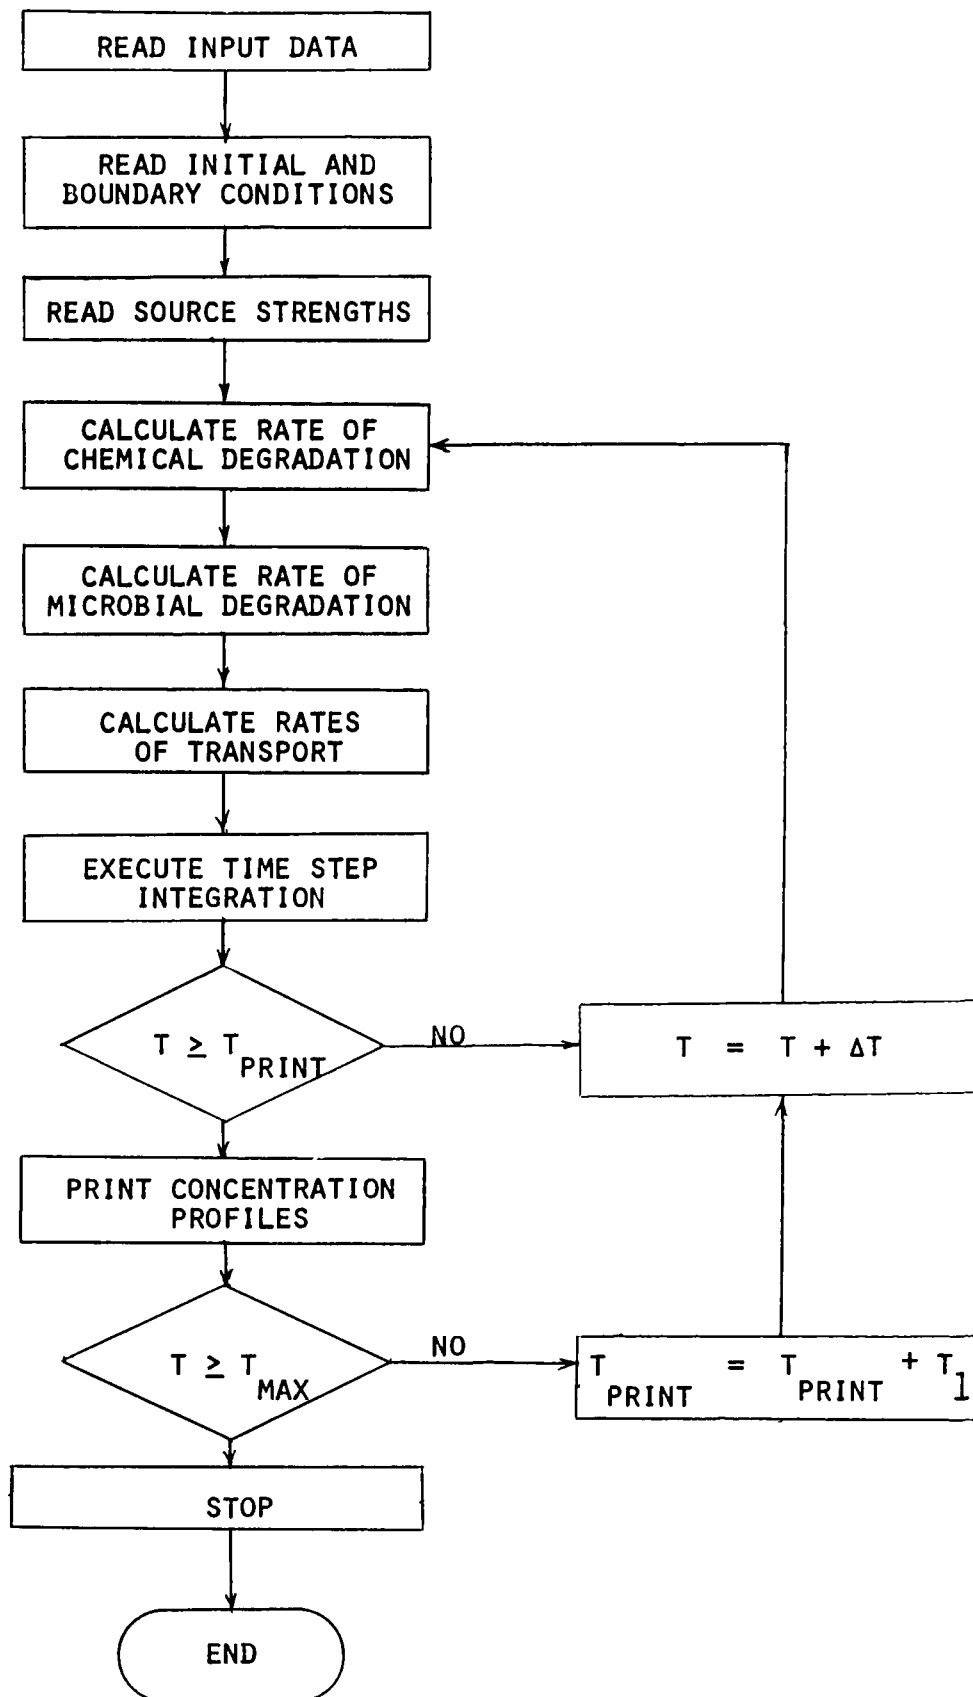 READ INPUT DATA
READ INITIAL AND
BOUNDARY CONDITIONS
READ SOURCE STRENGTHS
CALCULATE RATE OF
CHEMICAL DEGRADATION
CALCULATE RATE OF
MICROBIAL DEGRADATION
CALCULATE RATES
OF TRANSPORT
EXECUTE TIME STEP
INTEGRATION
T ≥ T PRINT
NO
T = T + ΔT
PRINT CONCENTRATION
PROFILES
T ≥ T MAX
NO
T PRINT = T PRINT + T 1
STOP
END